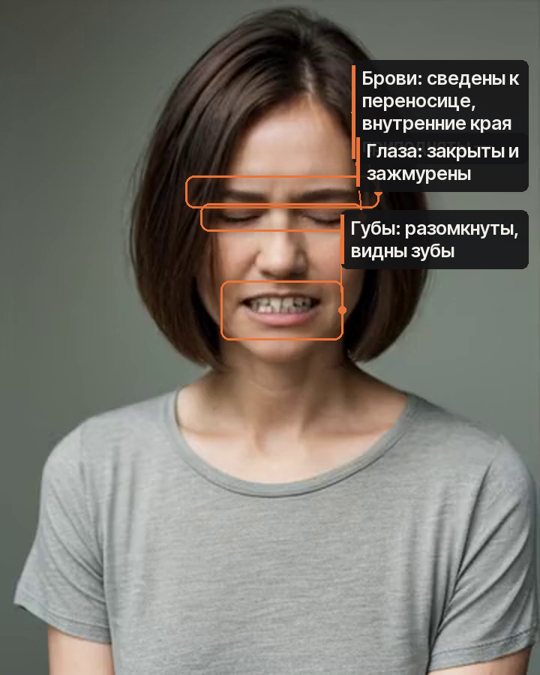 Брови: сведены к
переносице,
внутренние края
Глаза: закрыты и
зажмурены
Губы: разомкнуты,
видны зубы